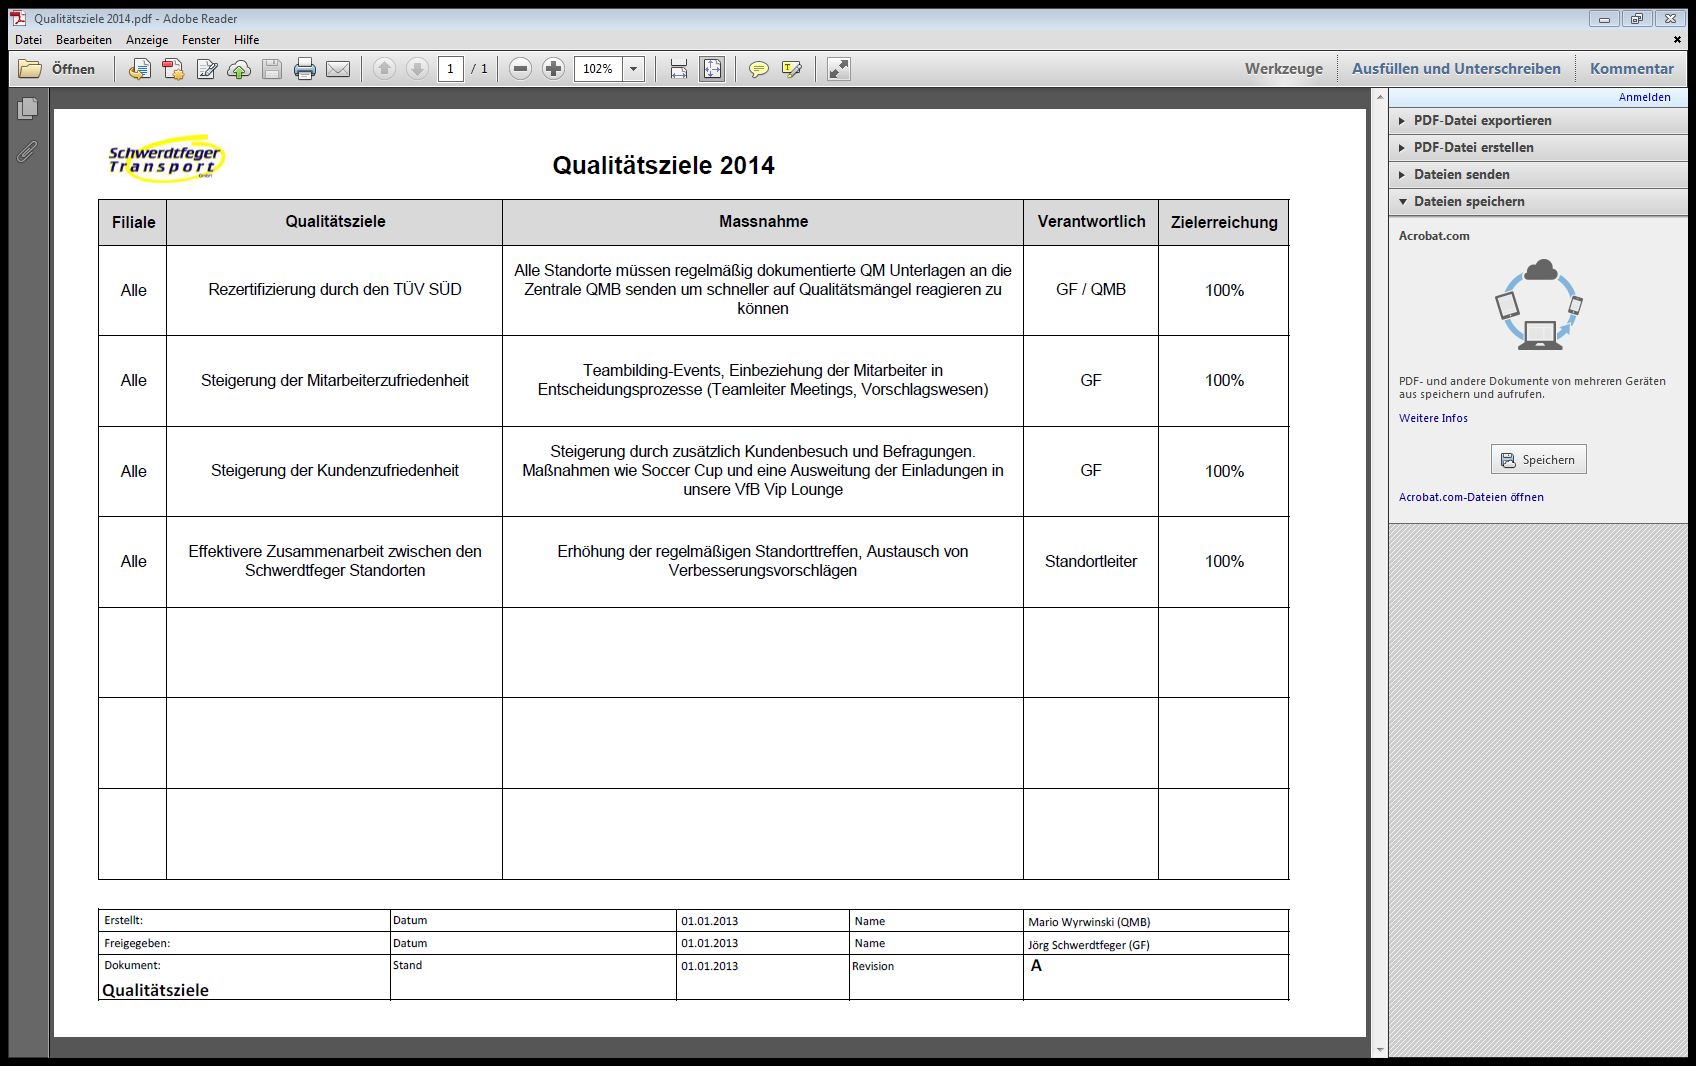 Qualitätsziele 2014.pdf - Adobe Reader
Datei Bearbeiten Anzeige Fenster Hilfe
Öffnen 1 / 1 102% Werkzeuge Ausfüllen und Unterschreiben Kommentar
Anmelden
PDF-Datei exportieren
PDF-Datei erstellen
Dateien senden
Dateien speichern
Acrobat.com
PDF- und andere Dokumente von mehreren Geräten
aus speichern und aufrufen.
Weitere Infos
Speichern
Acrobat.com-Dateien öffnen
Schwerdtfeger
Transport
GmbH
Qualitätsziele 2014
Filiale Qualitätsziele Massnahme Verantwortlich Zielerreichung
Alle Rezertifizierung durch den TÜV SÜD
Alle Standorte müssen regelmäßig dokumentierte QM Unterlagen an die
Zentrale QMB senden um schneller auf Qualitätsmängel reagieren zu
können
GF / QMB 100%
Alle Steigerung der Mitarbeiterzufriedenheit
Teambilding-Events, Einbeziehung der Mitarbeiter in
Entscheidungsprozesse (Teamleiter Meetings, Vorschlagswesen)
GF 100%
Alle Steigerung der Kundenzufriedenheit
Steigerung durch zusätzlich Kundenbesuch und Befragungen.
Maßnahmen wie Soccer Cup und eine Ausweitung der Einladungen in
unsere VfB Vip Lounge
GF 100%
Alle
Effektivere Zusammenarbeit zwischen den
Schwerdtfeger Standorten
Erhöhung der regelmäßigen Standorttreffen, Austausch von
Verbesserungsvorschlägen
Standortleiter 100%
Erstellt: Datum 01.01.2013 Name Mario Wyrwinski (QMB)
Freigegeben: Datum 01.01.2013 Name Jörg Schwerdtfeger (GF)
Dokument: Stand 01.01.2013 Revision A
Qualitätsziele